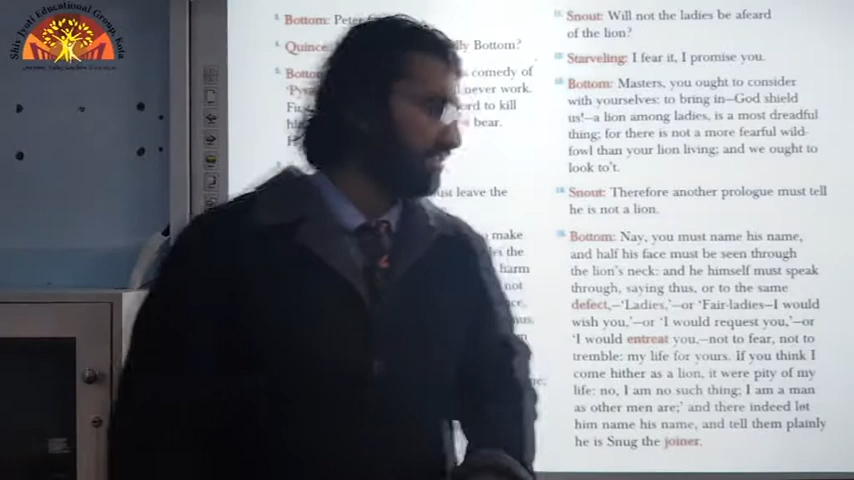 Shiv Jyoti Educational Group, Kota
Bottom: Peter
Quince
lly Bottom?
Bottom
comedy of
'Pyra
l never work.
Firs
ord to kill
bear.
ust leave the
make
les the
harm
not
Snout: Will not the ladies be afeard
of the lion?
Starveling: I fear it, I promise you.
Bottom: Masters, you ought to consider
with yourselves: to bring in–God shield
us!–a lion among ladies, is a most dreadful
thing; for there is not a more fearful wild-
fowl than your lion living; and we ought to
look to't.
Snout: Therefore another prologue must tell
he is not a lion.
Bottom: Nay, you must name his name,
and half his face must be seen through
the lion's neck: and he himself must speak
through, saying thus, or to the same
defect,–'Ladies,'–or 'Fair-ladies–I would
wish you,'–or 'I would request you,'–or
'I would entreat you,–not to fear, not to
tremble: my life for yours. If you think I
come hither as a lion, it were pity of my
life: no, I am no such thing; I am a man
as other men are;' and there indeed let
him name his name, and tell them plainly
he is Snug the joiner.